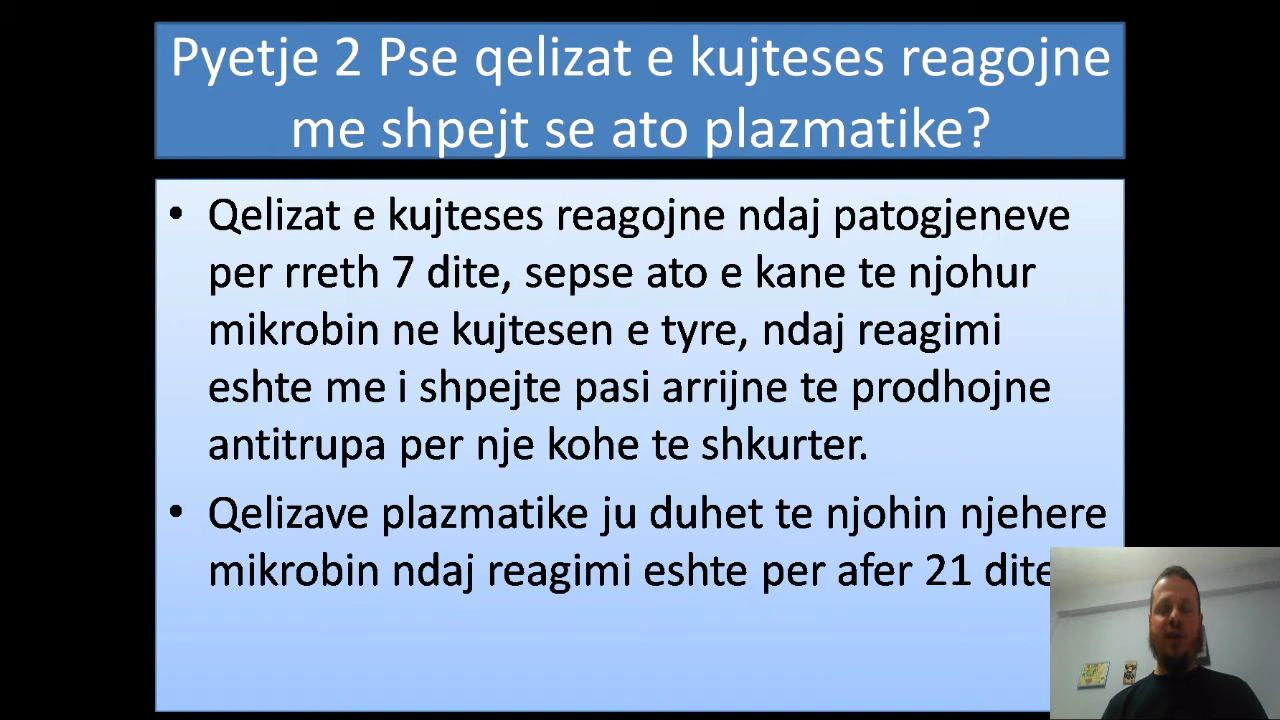 Pyetje 2 Pse qelizat e kujteses reagojne
me shpejt se ato plazmatike?
• Qelizat e kujteses reagojne ndaj patogjeneve
per rreth 7 dite, sepse ato e kane te njohur
mikrobin ne kujtesen e tyre, ndaj reagimi
eshte me i shpejte pasi arrijne te prodhojne
antitrupa per nje kohe te shkurter.
• Qelizave plazmatike ju duhet te njohin njehere
mikrobin ndaj reagimi eshte per afer 21 dite